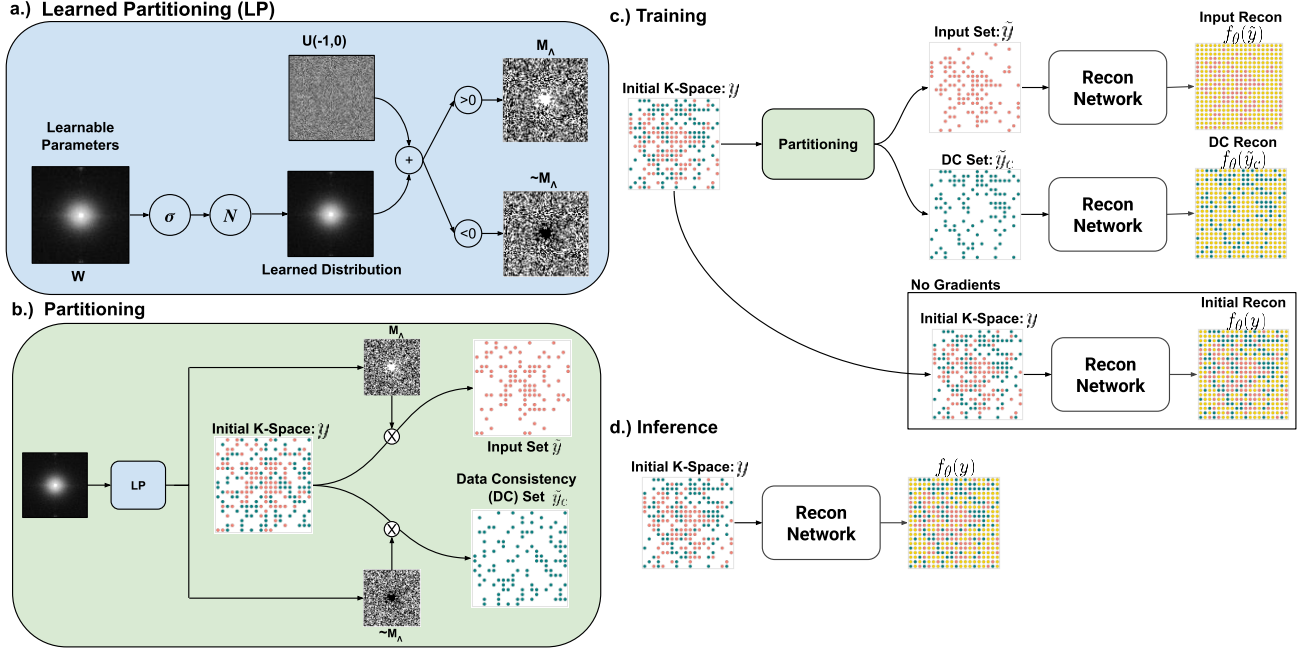 a.) Learned Partitioning (LP)
U(-1,0)
M_Λ
Learnable
Parameters
>0
+
~M_Λ
σ
N
<0
W
Learned Distribution
b.) Partitioning
M_Λ
Initial K-Space: y
X
Input Set ỹ
LP
Data Consistency
(DC) Set ỹ_C
X
~M_Λ
c.) Training
Input Set: ỹ
Input Recon
f_θ(ỹ)
Recon
Network
Initial K-Space: y
Partitioning
DC Set: ỹ_C
DC Recon
f_θ(ỹ_C)
Recon
Network
No Gradients
Initial K-Space: y
Initial Recon
f_θ(y)
Recon
Network
d.) Inference
Initial K-Space: y
f_θ(y)
Recon
Network